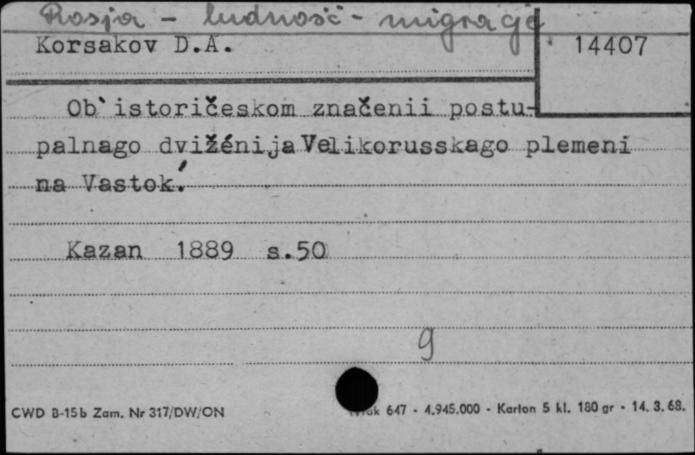 Rosja - ludność - migracje
Korsakov D.A.
14407
Ob`istoričeskom značenii postu-
palnago dvižénija Velikorusskago plemeni
na Vastok.
Kazan 1889 s.50
9
CWD B-15b Zam. Nr 317/DW/ON
647 - 4.945.000 - Karton 5 kl. 180 gr - 14.3.68.